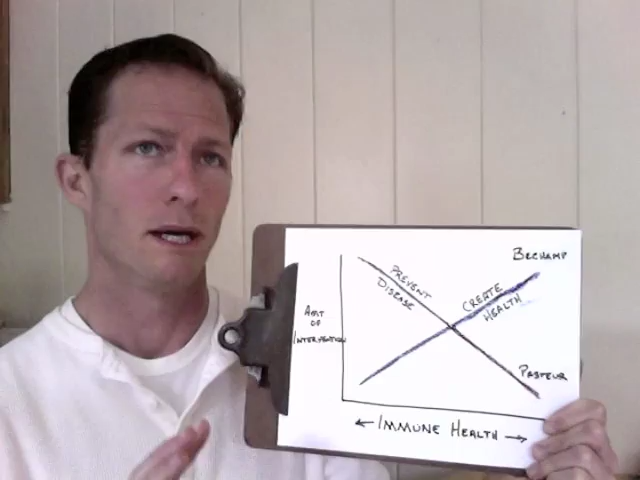 BECHAMP
PREVENT
DISEASE
CREATE
HEALTH
AMT
OF
INTERVENTION
PASTEUR
← IMMUNE HEALTH →